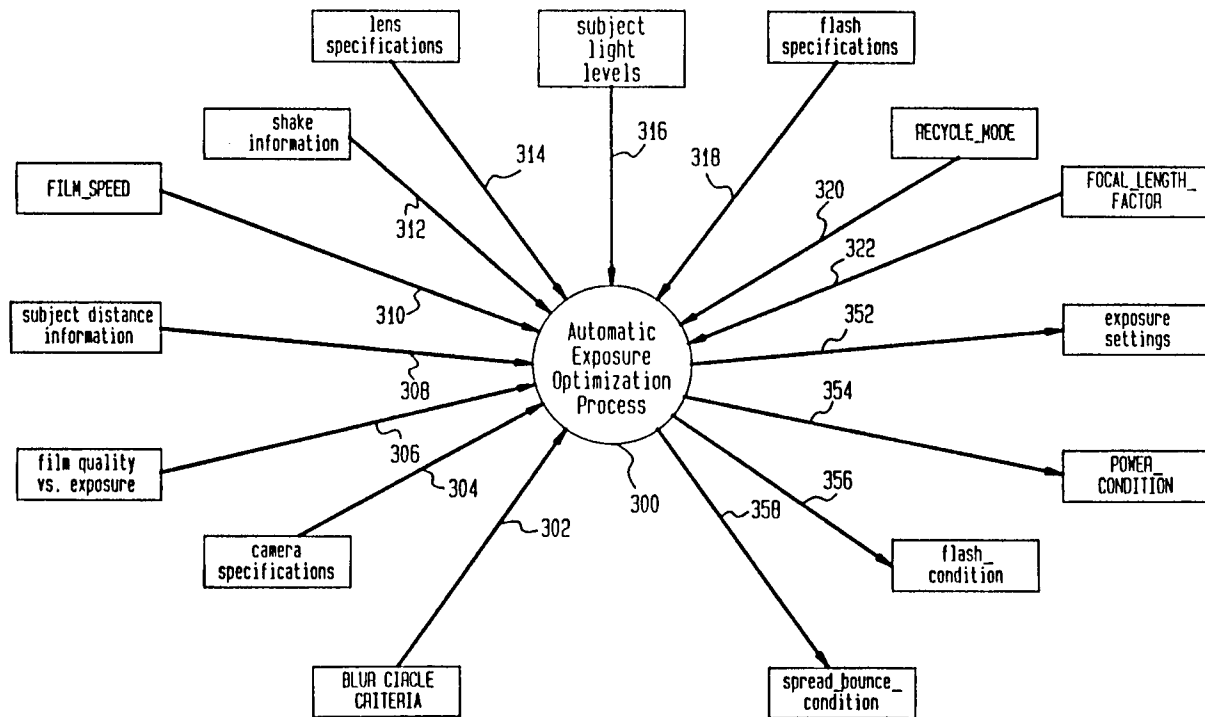 lens
specifications
subject
light
levels
flash
specifications
shake
information
316
RECYCLE_MODE
314
318
FILM_SPEED
312
320
FOCAL_LENGTH_
FACTOR
322
310
subject distance
information
308
Automatic
Exposure
Optimization
Process
352
exposure
settings
354
film quality
vs. exposure
306
304
300
356
POWER_
CONDITION
302
358
camera
specifications
flash_
condition
BLUR CIRCLE
CRITERIA
spread_bounce_
condition